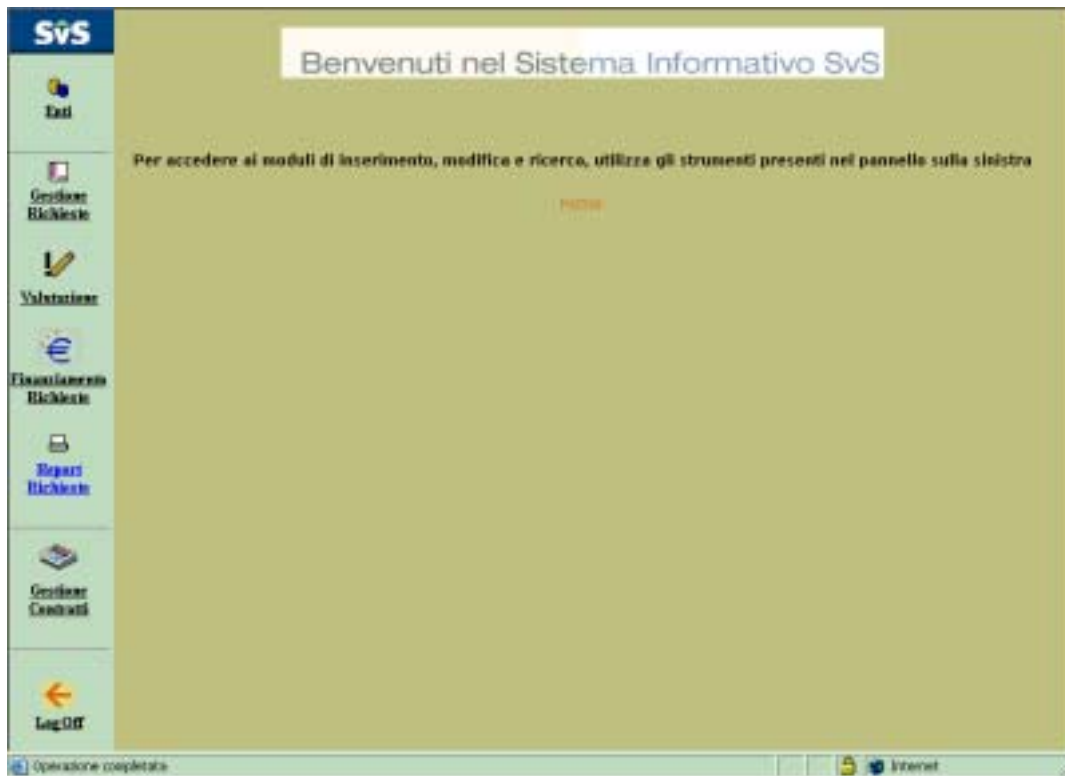 SvS
Benvenuti nel Sistema Informativo SvS
Enti
Per accedere ai moduli di inserimento, modifica e ricerca, utilizza gli strumenti presenti nel pannello sulla sinistra
Gestione
Richieste
Valutazione
Finanziamento
Richieste
Report
Richieste
Gestione
Contratti
Log Off
Operazione completata
Internet